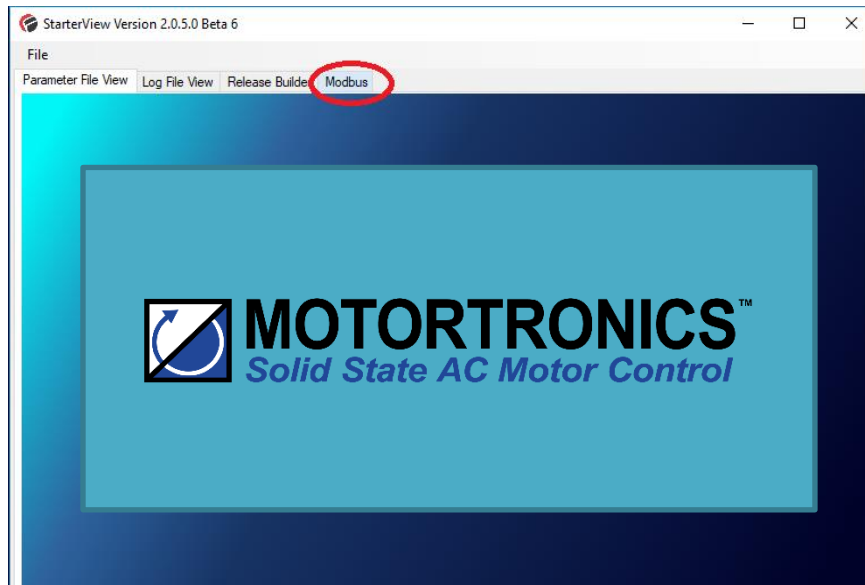 StarterView Version 2.0.5.0 Beta 6
File
Parameter File View Log File View Release Builder Modbus
MOTORTRONICS™
Solid State AC Motor Control